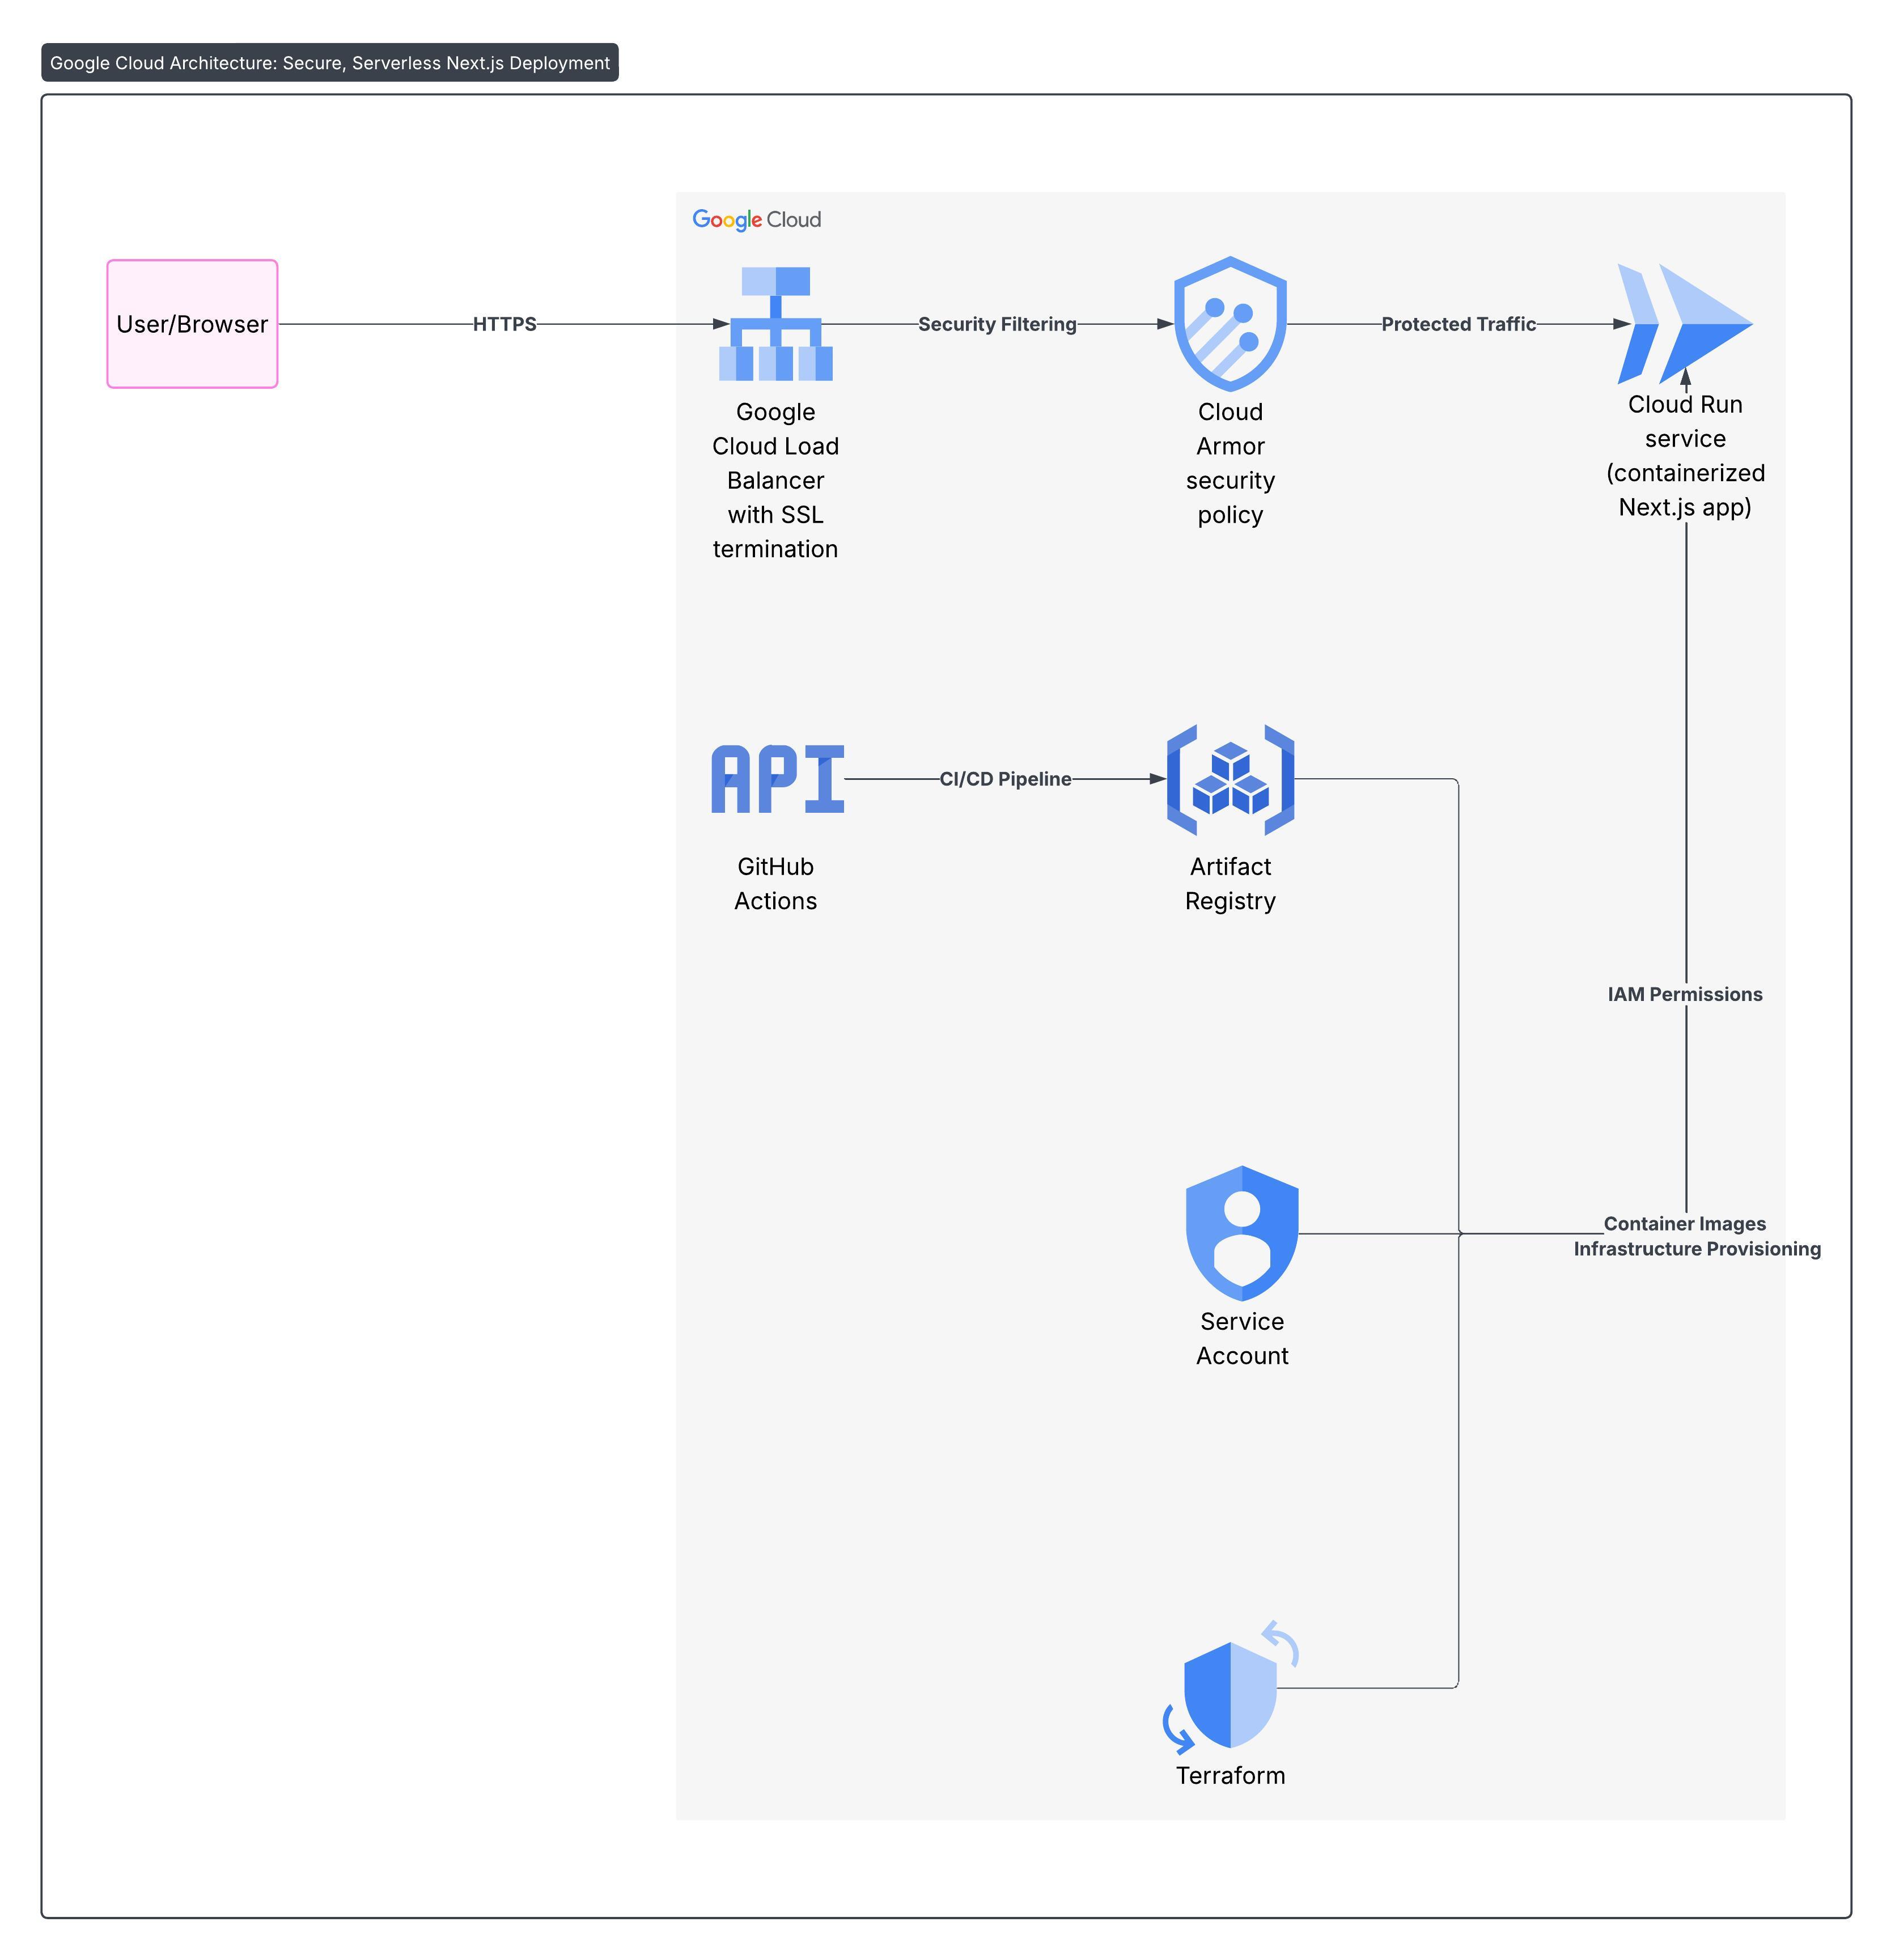 Google Cloud Architecture: Secure, Serverless Next.js Deployment
Google Cloud
User/Browser
HTTPS
Security Filtering
Protected Traffic
Google
Cloud Load
Balancer
with SSL
termination
Cloud
Armor
security
policy
Cloud Run
service
(containerized
Next.js app)
API
CI/CD Pipeline
GitHub
Actions
Artifact
Registry
IAM Permissions
Container Images
Infrastructure Provisioning
Service
Account
Terraform